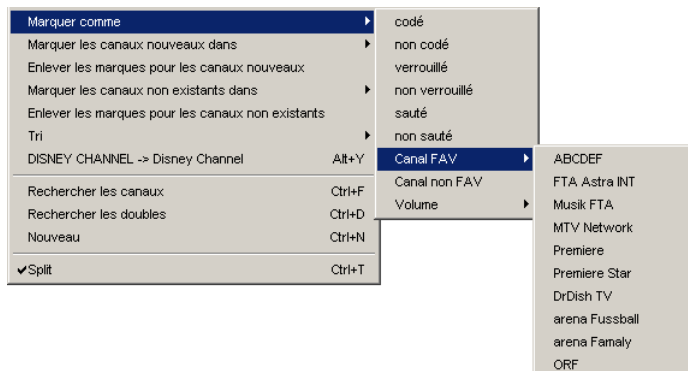 Marquer comme
Marquer les canaux nouveaux dans
Enlever les marques pour les canaux nouveaux
Marquer les canaux non existants dans
Enlever les marques pour les canaux non existants
Tri
DISNEY CHANNEL -> Disney Channel Alt+Y
Rechercher les canaux Ctrl+F
Rechercher les doubles Ctrl+D
Nouveau Ctrl+N
Split Ctrl+T
codé
non codé
verrouillé
non verrouillé
sauté
non sauté
Canal FAV
Canal non FAV
Volume
ABCDEF
FTA Astra INT
Musik FTA
MTV Network
Premiere
Premiere Star
DrDish TV
arena Fussball
arena Famaly
ORF